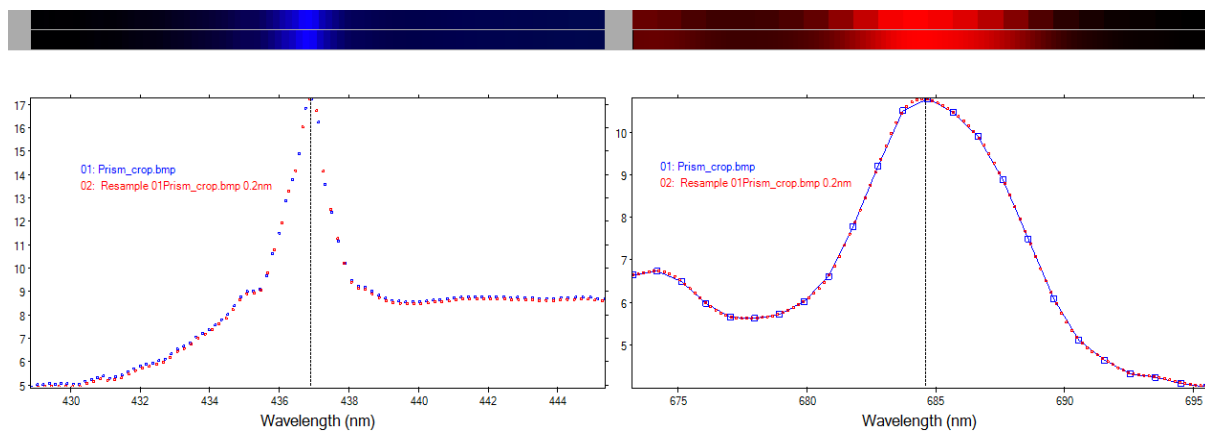 17
16
15
14
13
12
11
10
9
8
7
6
5
01: Prism_crop.bmp
02: Resample 01Prism_crop.bmp 0.2nm
430 432 434 436 438 440 442 444
Wavelength (nm)
10
9
8
7
6
5
01: Prism_crop.bmp
02: Resample 01Prism_crop.bmp 0.2nm
675 680 685 690 695
Wavelength (nm)